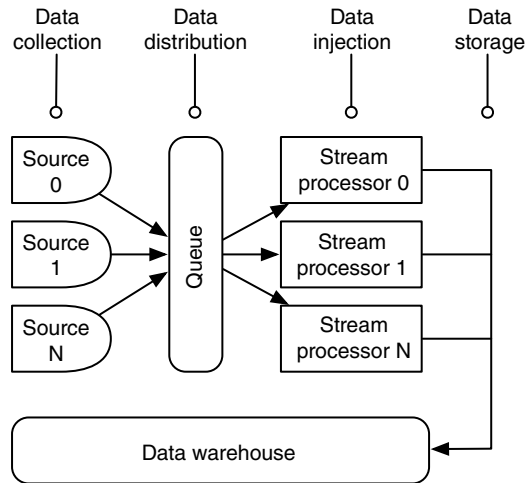 Data
collection
Data
distribution
Data
injection
Data
storage
Source
0
Source
1
Source
N
Queue
Stream
processor 0
Stream
processor 1
Stream
processor N
Data warehouse